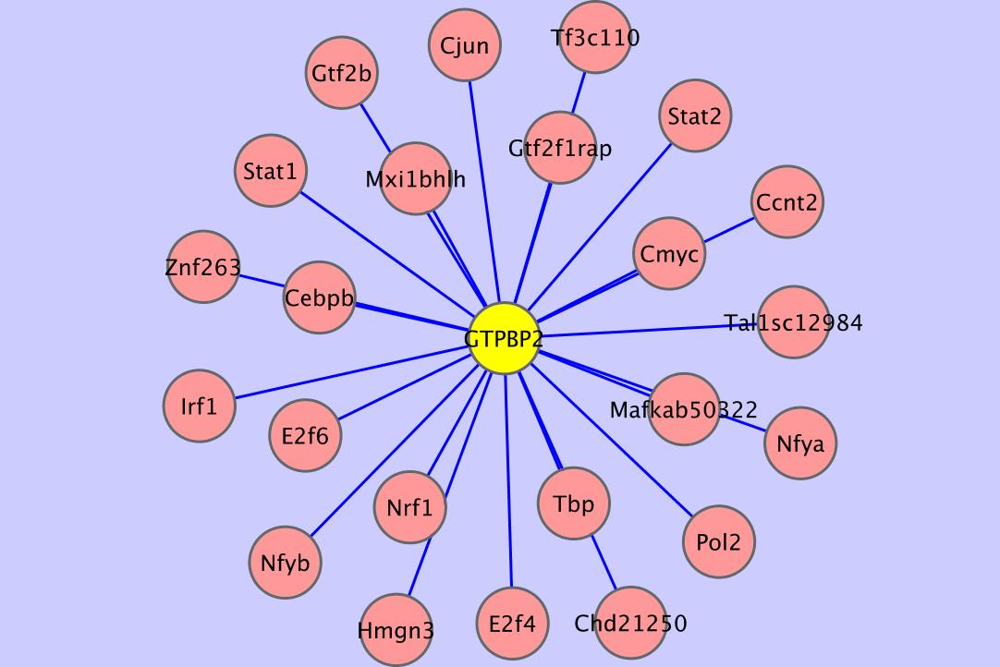 Tf3c110
Cjun
Gtf2b
Stat2
Gtf2f1rap
Stat1
Mxi1bhlh
Ccnt2
Cmyc
Znf263
Cebpb
Tal1sc12984
GTPBP2
Irf1
Mafkab50322
E2f6
Nfya
Nrf1
Tbp
Pol2
Nfyb
E2f4
Chd21250
Hmgn3